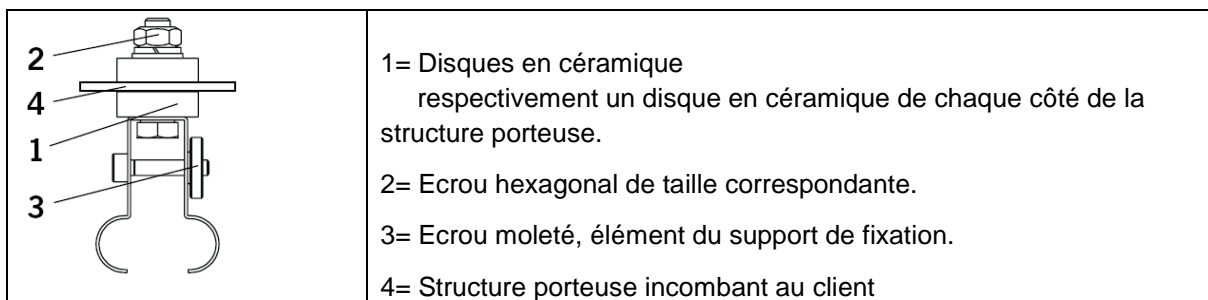 2
4
1
3
1= Disques en céramique
respectivement un disque en céramique de chaque côté de la
structure porteuse.
2= Ecrou hexagonal de taille correspondante.
3= Ecrou moleté, élément du support de fixation.
4= Structure porteuse incombant au client